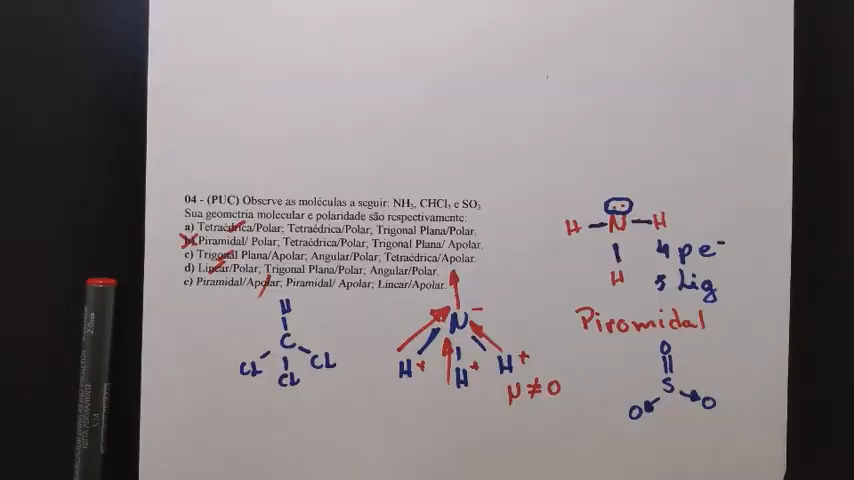 04 - (PUC) Observe as moléculas a seguir: NH3, CHCl3 e SO3
Sua geometria molecular e polaridade são respectivamente:
a) Tetraédrica/Polar; Tetraédrica/Polar; Trigonal Plana/Polar.
b) Piramidal/ Polar; Tetraédrica/Polar; Trigonal Plana/ Apolar.
c) Trigonal Plana/Apolar; Angular/Polar; Tetraédrica/Apolar.
d) Linear/Polar; Trigonal Plana/Polar; Angular/Polar.
e) Piramidal/Apolar; Piramidal/ Apolar; Linear/Apolar.
H N H
H
4 pe-
3 Lig
Piramidal
H
C
Cl Cl Cl
N -
H + H + H +
μ ≠ 0
O
S
O O